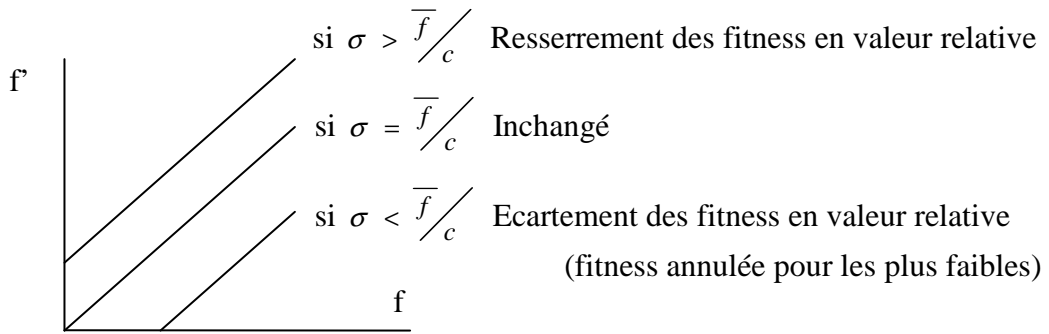 si σ > f̅/c Resserrement des fitness en valeur relative
f’
si σ = f̅/c Inchangé
si σ < f̅/c Ecartement des fitness en valeur relative
(fitness annulée pour les plus faibles)
f